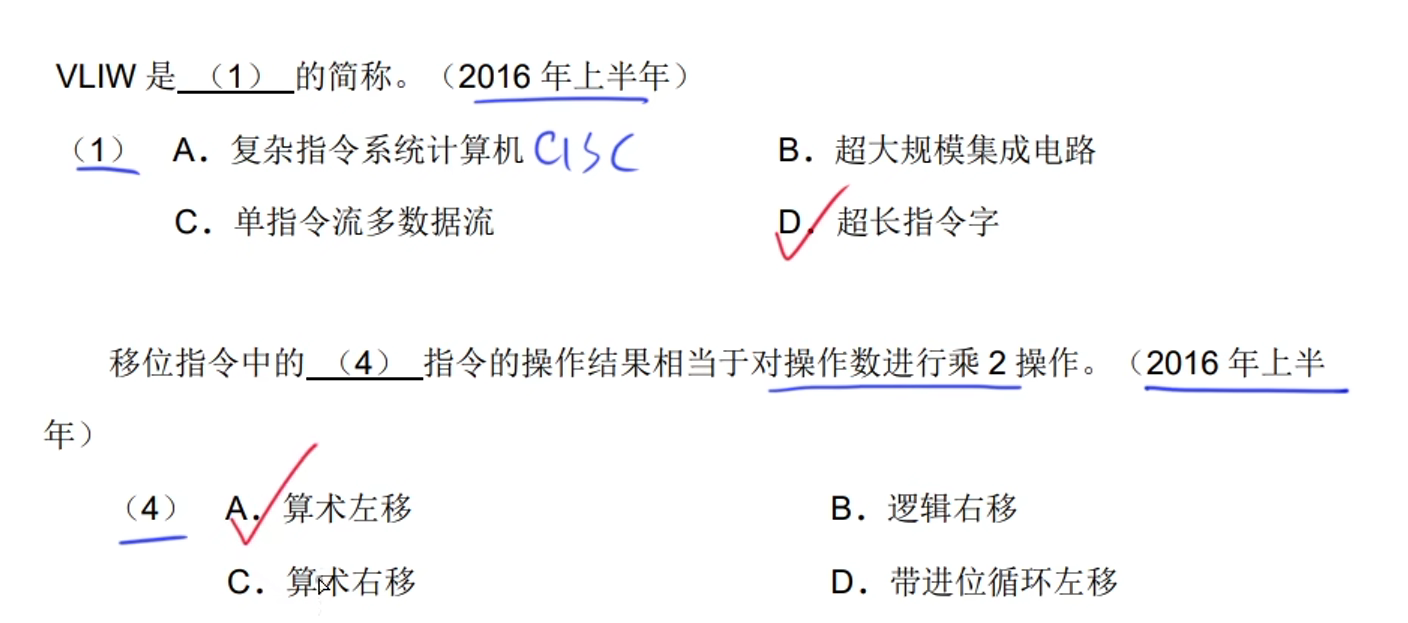 VLIW 是（1）的简称。（2016 年上半年）
（1） A．复杂指令系统计算机 CISC B．超大规模集成电路
C．单指令流多数据流 D．超长指令字
移位指令中的（4）指令的操作结果相当于对操作数进行乘 2 操作。（2016 年上半
年）
（4） A．算术左移 B．逻辑右移
C．算术右移 D．带进位循环左移